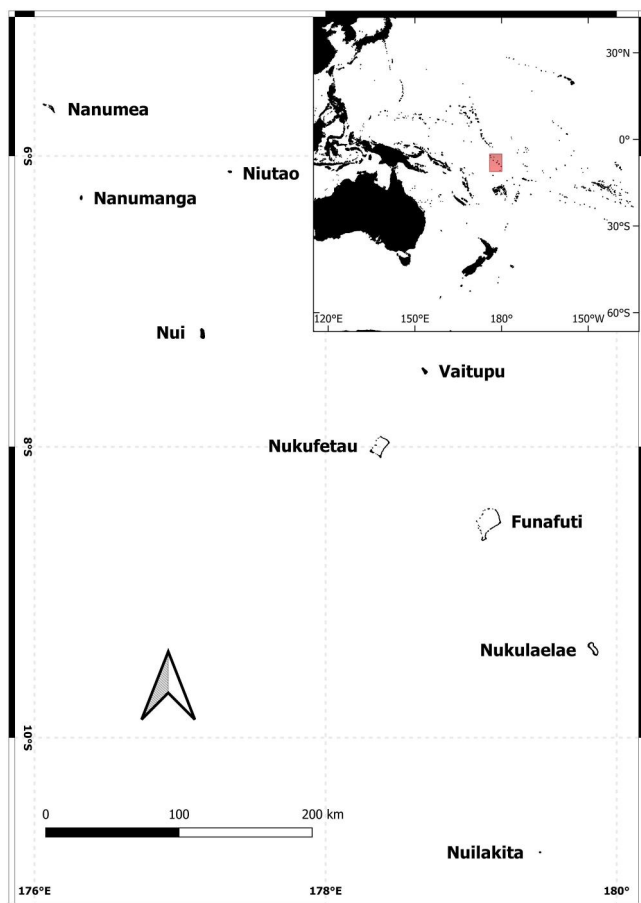 30°N
0°
30°S
60°S
120°E
150°E
180°
150°W
Nanumea
6°S
Niutao
Nanumanga
Nui
Vaitupu
8°S
Nukufetau
Funafuti
Nukulaelae
10°S
0
100
200 km
Nuilakita
176°E
178°E
180°